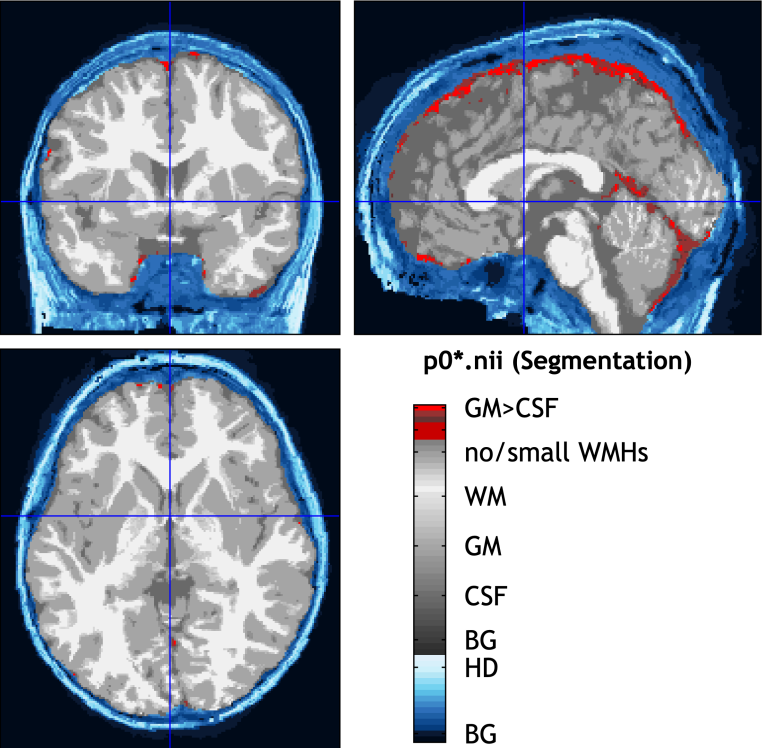 p0*.nii (Segmentation)
GM>CSF
no/small WMHs
WM
GM
CSF
BG
HD
BG